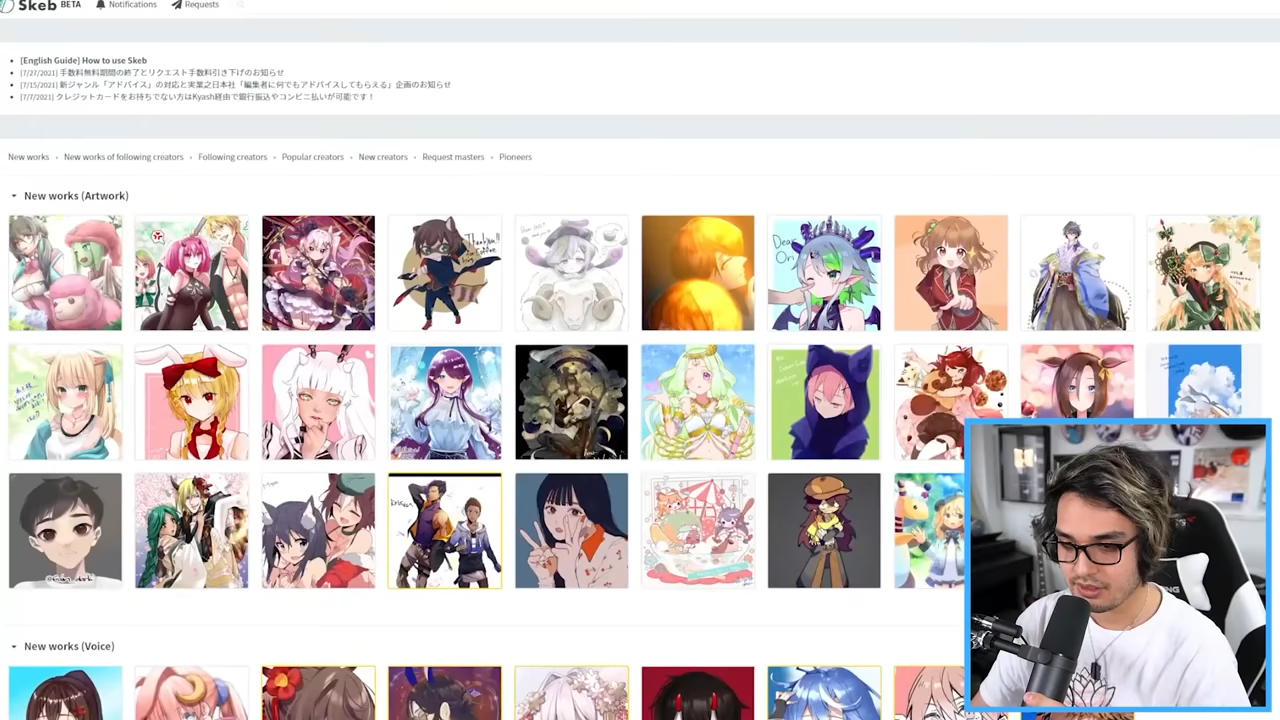 Skeb BETA Notifications Requests
[English Guide] How to use Skeb
[7/27/2021] 手数料無料期間の終了とリクエスト手数料引き下げのお知らせ
[7/15/2021] 新ジャンル「アドバイス」の対応と実業之日本社「編集者に何でもアドバイスしてもらえる」企画のお知らせ
[7/7/2021] クレジットカードをお持ちでない方はKyash経由で銀行振込やコンビニ払いが可能です！
New works • New works of following creators • Following creators • Popular creators • New creators • Request masters • Pioneers
New works (Artwork)
Thank you!!
Dear
Ori
New works (Voice)